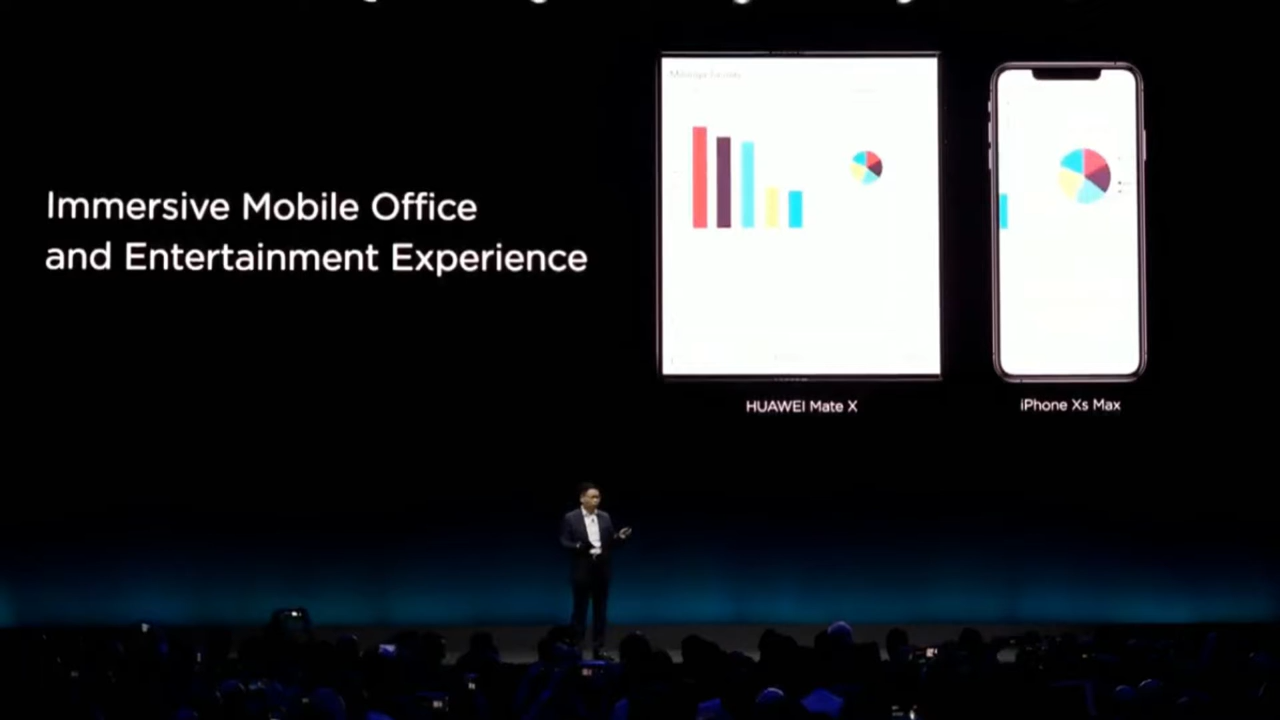 Immersive Mobile Office
and Entertainment Experience
HUAWEI Mate X
iPhone Xs Max